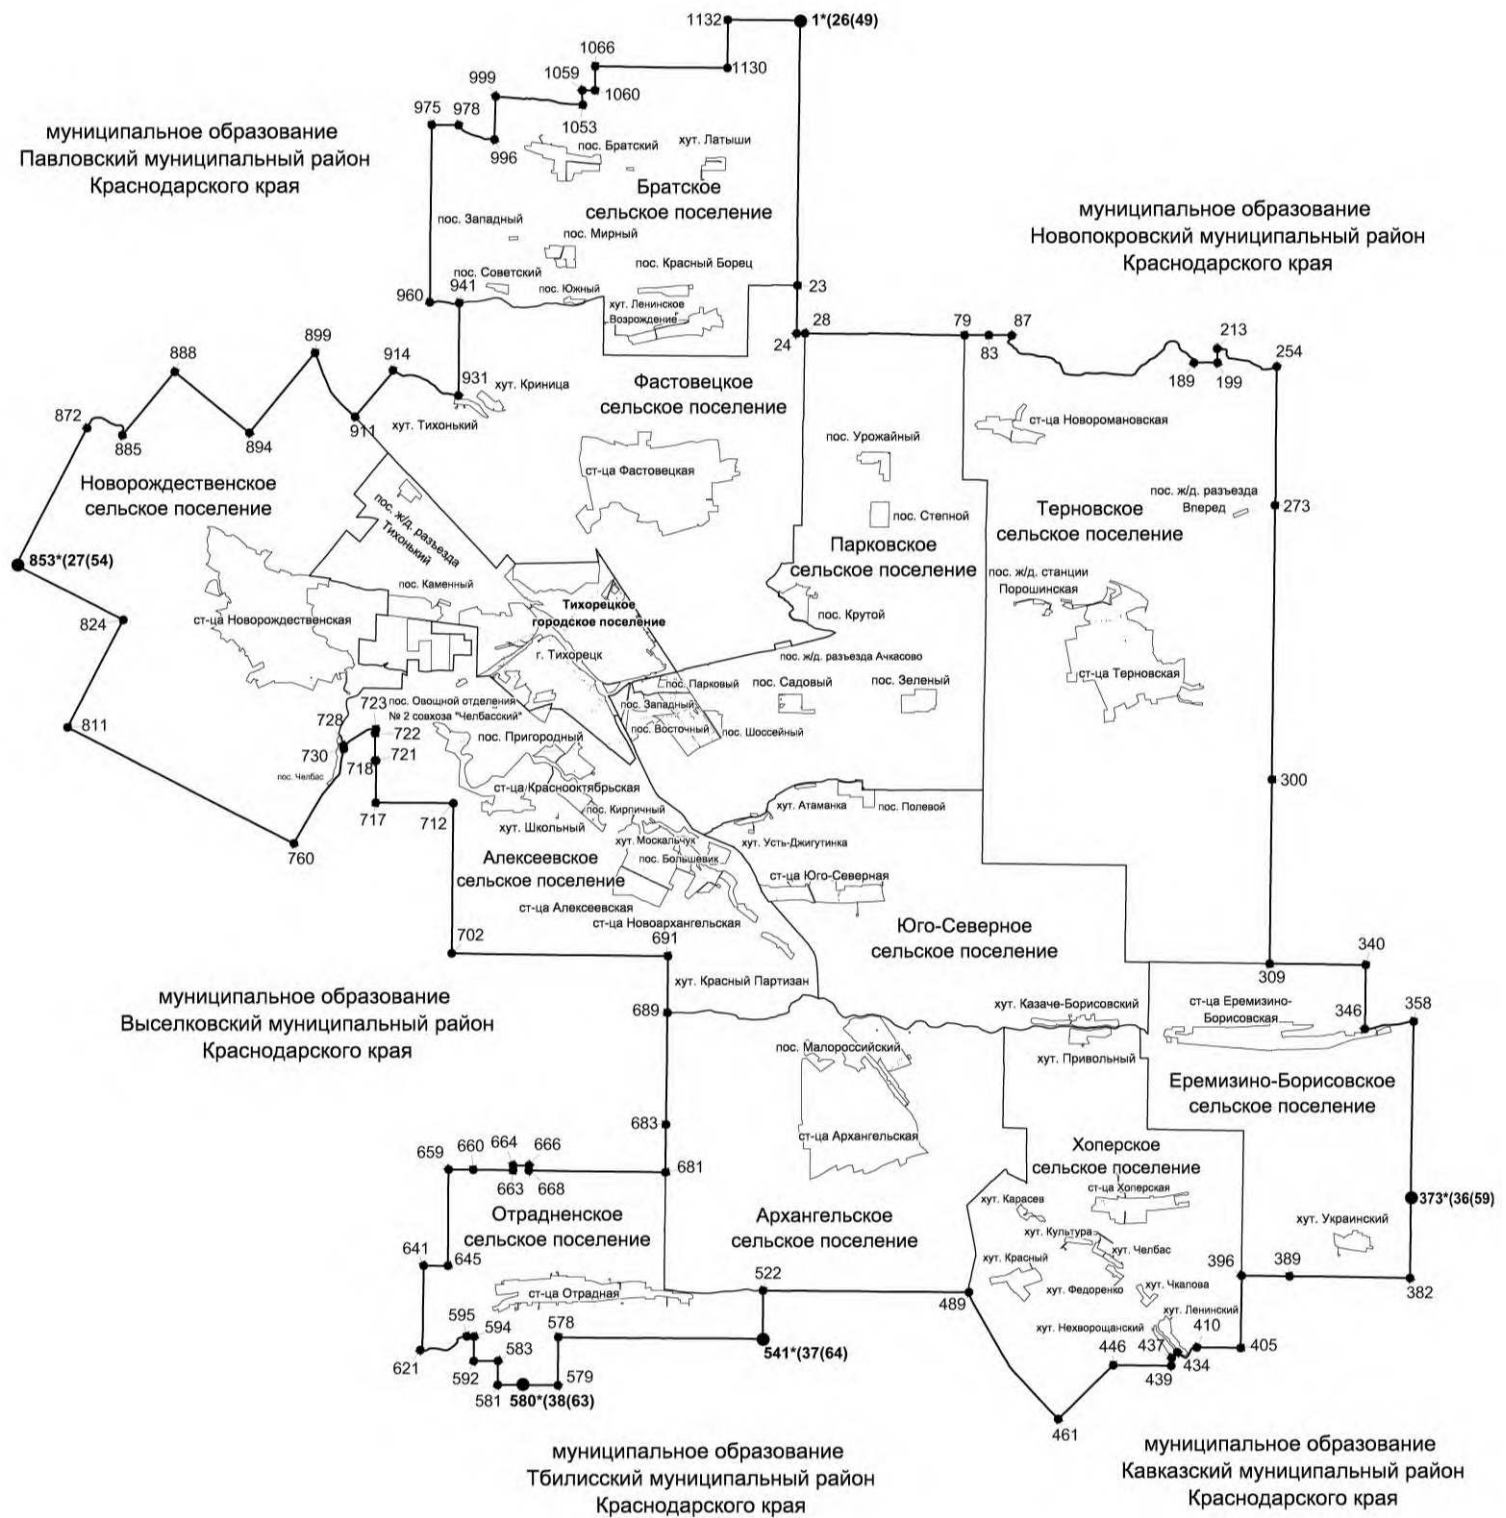 1132
1*(26(49)
1066
1130
1059
1060
999
1053
975
978
996
муниципальное образование
Павловский муниципальный район
Краснодарского края
пос. Братский
хут. Латыши
Братское
сельское поселение
муниципальное образование
Новопокровский муниципальный район
Краснодарского края
пос. Западный
пос. Мирный
пос. Советский
пос. Красный Борец
пос. Южный
хут. Ленинское
Возрождение
960
941
23
24
28
79
83
87
213
189
199
254
899
888
914
931
хут. Криница
872
885
894
911
хут. Тихонький
Фастовецкое
сельское поселение
ст-ца Новоромановская
пос. Урожайный
ст-ца Фастовецкая
Новорождественское
сельское поселение
пос. ж/д. разъезда
Тихонький
пос. Степной
Терновское
сельское поселение
пос. ж/д. разъезда
Вперед
273
Парковское
сельское поселение
853*(27(54)
пос. Каменный
пос. ж/д. станции
Порошинская
824
ст-ца Новорождественская
Тихорецкое
городское поселение
пос. Крутой
г. Тихорецк
пос. ж/д. разъезда Ачкасово
пос. Парковый
пос. Садовый
пос. Зеленый
ст-ца Терновская
811
728
723
пос. Овощной отделения
№ 2 совхоза "Челбасский"
пос. Западный
722
730
пос. Пригородный
пос. Восточный
пос. Шоссейный
718
721
пос. Челбас
300
ст-ца Краснооктябрьская
717
712
пос. Кирпичный
хут. Атаманка
пос. Полевой
хут. Школьный
760
хут. Москальчук
хут. Усть-Джигутинка
Алексеевское
сельское поселение
пос. Большевик
ст-ца Юго-Северная
ст-ца Алексеевская
ст-ца Новоархангельская
Юго-Северное
сельское поселение
702
691
340
309
хут. Красный Партизан
муниципальное образование
Выселковский муниципальный район
Краснодарского края
689
хут. Казаче-Борисовский
ст-ца Еремизино-
Борисовская
346
358
пос. Малороссийский
хут. Привольный
Еремизино-Борисовское
сельское поселение
683
ст-ца Архангельская
Хоперское
сельское поселение
659
660
664
666
663
668
681
ст-ца Хоперская
373*(36(59)
Отрадненское
сельское поселение
Архангельское
сельское поселение
хут. Карасев
хут. Культура
хут. Украинский
641
645
хут. Красный
хут. Челбас
396
389
хут. Федоренко
хут. Чкалова
382
522
489
ст-ца Отрадная
хут. Ленинский
хут. Нехворощанский
595
594
578
410
446
437
405
621
583
541*(37(64)
434
439
592
581
580*(38(63)
579
461
муниципальное образование
Тбилисский муниципальный район
Краснодарского края
муниципальное образование
Кавказский муниципальный район
Краснодарского края